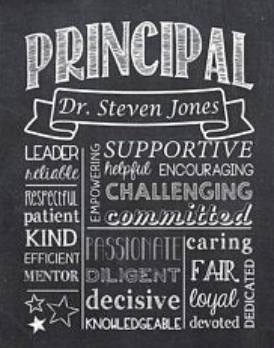 PRINCIPAL
Dr. Steven Jones
LEADER
reliable
RESPECTFUL
patient
KIND
EFFICIENT
MENTOR
EMPOWERING
SUPPORTIVE
helpful ENCOURAGING
CHALLENGING
committed
PASSIONATE
DILIGENT
decisive
KNOWLEDGEABLE
caring
FAIR
loyal
devoted
DEDICATED